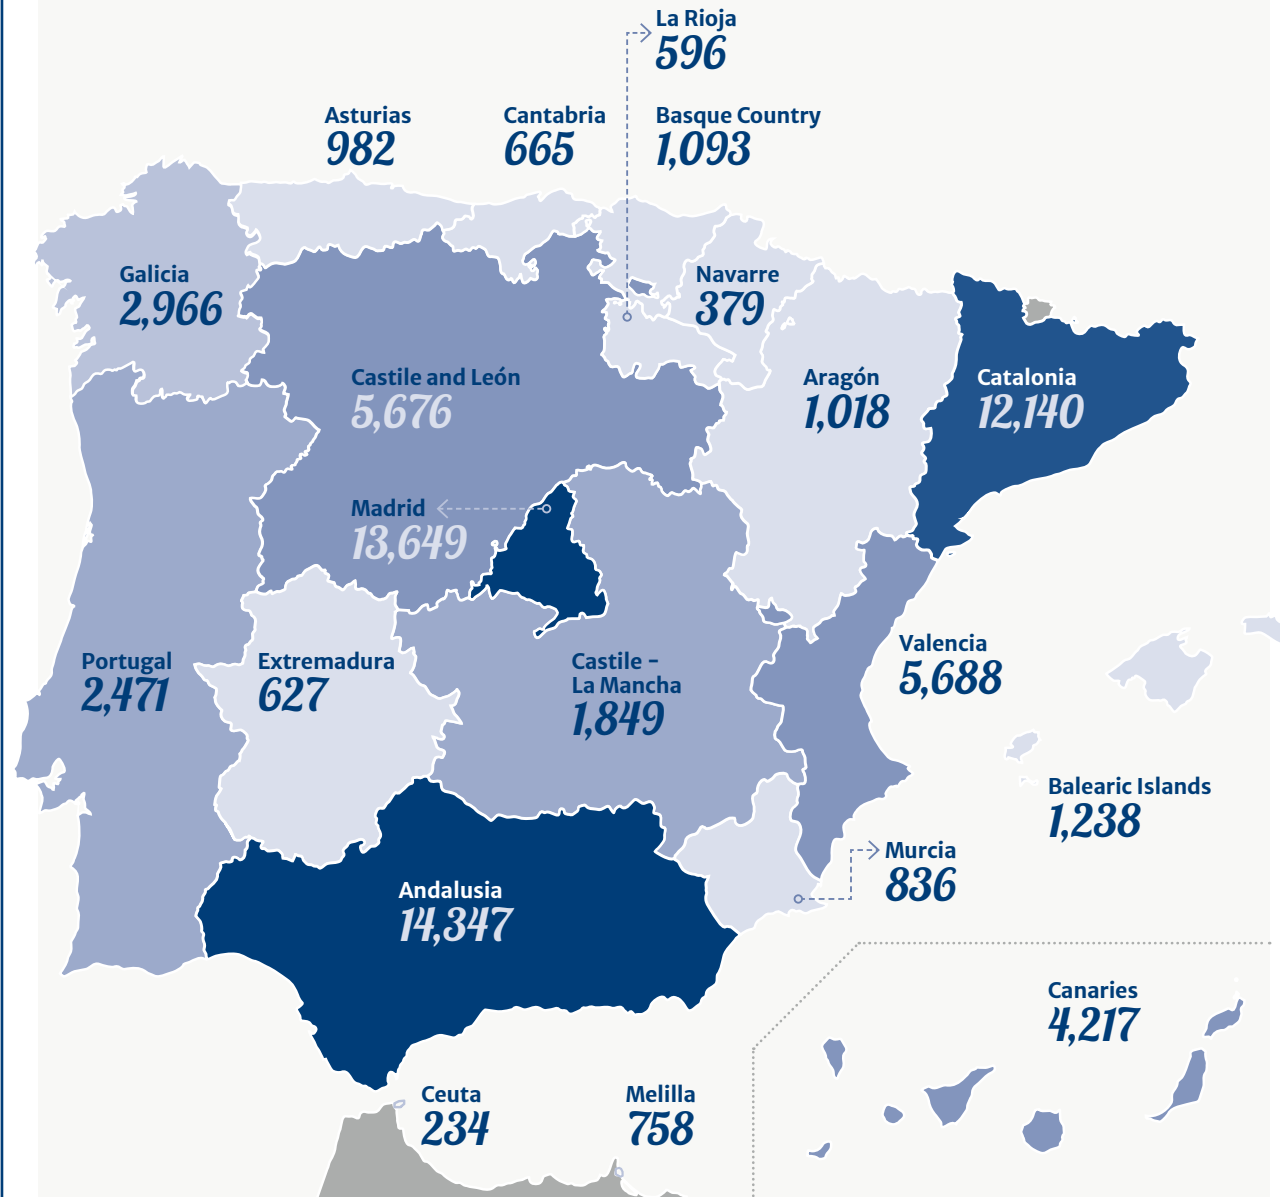 La Rioja
596
Asturias
982
Cantabria
665
Basque Country
1,093
Galicia
2,966
Navarre
379
Castile and León
5,676
Aragón
1,018
Catalonia
12,140
Madrid
13,649
Portugal
2,471
Extremadura
627
Castile –
La Mancha
1,849
Valencia
5,688
Balearic Islands
1,238
Murcia
836
Andalusia
14,347
Canaries
4,217
Ceuta
234
Melilla
758